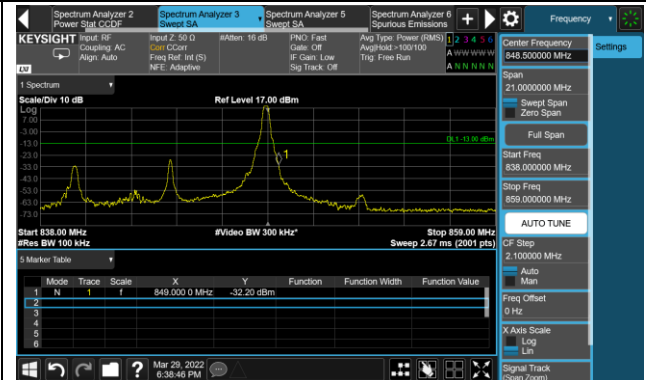 Spectrum Analyzer 2 Power Stat CCDF
Spectrum Analyzer 3 Swept SA
Spectrum Analyzer 5 Swept SA
Spectrum Analyzer 6 Spurious Emissions
Frequency
KEYSIGHT Input: RF Input Z: 50 Ω #Atten: 16 dB PNO: Fast Avg Type: Power (RMS) 1 2 3 4 5 6
Coupling: AC Corr CCorr Gate: Off Avg|Hold:>100/100 A W W W W W
Align: Auto Freq Ref: Int (S) IF Gain: Low Trig: Free Run
LXI NFE: Adaptive Sig Track: Off A N N N N N
1 Spectrum
Scale/Div 10 dB Ref Level 17.00 dBm
Log
7.00
-3.00
-13.0 DL1 -13.00 dBm
-23.0 1
-33.0
-43.0
-53.0
-63.0
-73.0
Start 838.00 MHz #Video BW 300 kHz* Stop 859.00 MHz
#Res BW 100 kHz Sweep 2.67 ms (2001 pts)
5 Marker Table
Mode Trace Scale X Y Function Function Width Function Value
1 N 1 f 849.000 0 MHz -32.20 dBm
2
3
4
5
6
Mar 29, 2022
6:38:46 PM
Settings
Center Frequency
848.500000 MHz
Span
21.0000000 MHz
Swept Span
Zero Span
Full Span
Start Freq
838.000000 MHz
Stop Freq
859.000000 MHz
AUTO TUNE
CF Step
2.100000 MHz
Auto
Man
Freq Offset
0 Hz
X Axis Scale
Log
Lin
Signal Track
(Span Zoom)